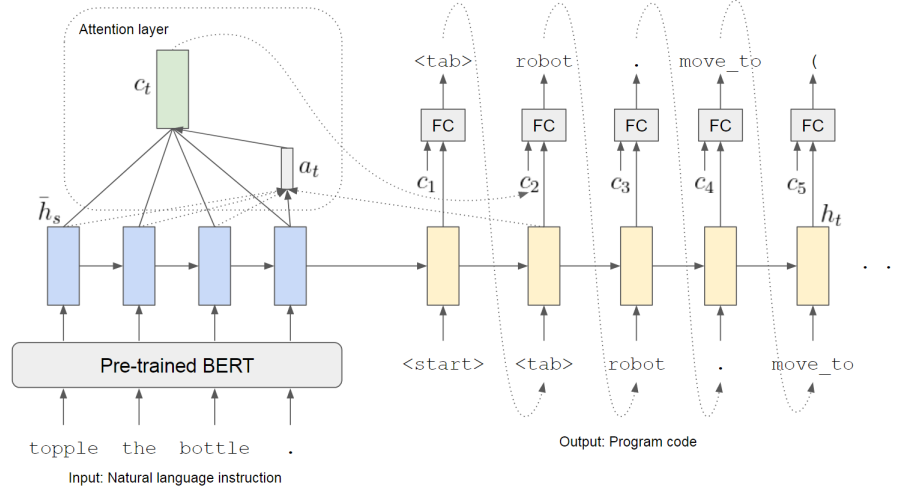 Attention layer
c_t
a_t
h̄_s
Pre-trained BERT
topple the bottle .
Input: Natural language instruction
<tab> robot . move_to (
FC FC FC FC FC
c_1 c_2 c_3 c_4 c_5
h_t
. .
<start> <tab> robot . move_to
Output: Program code